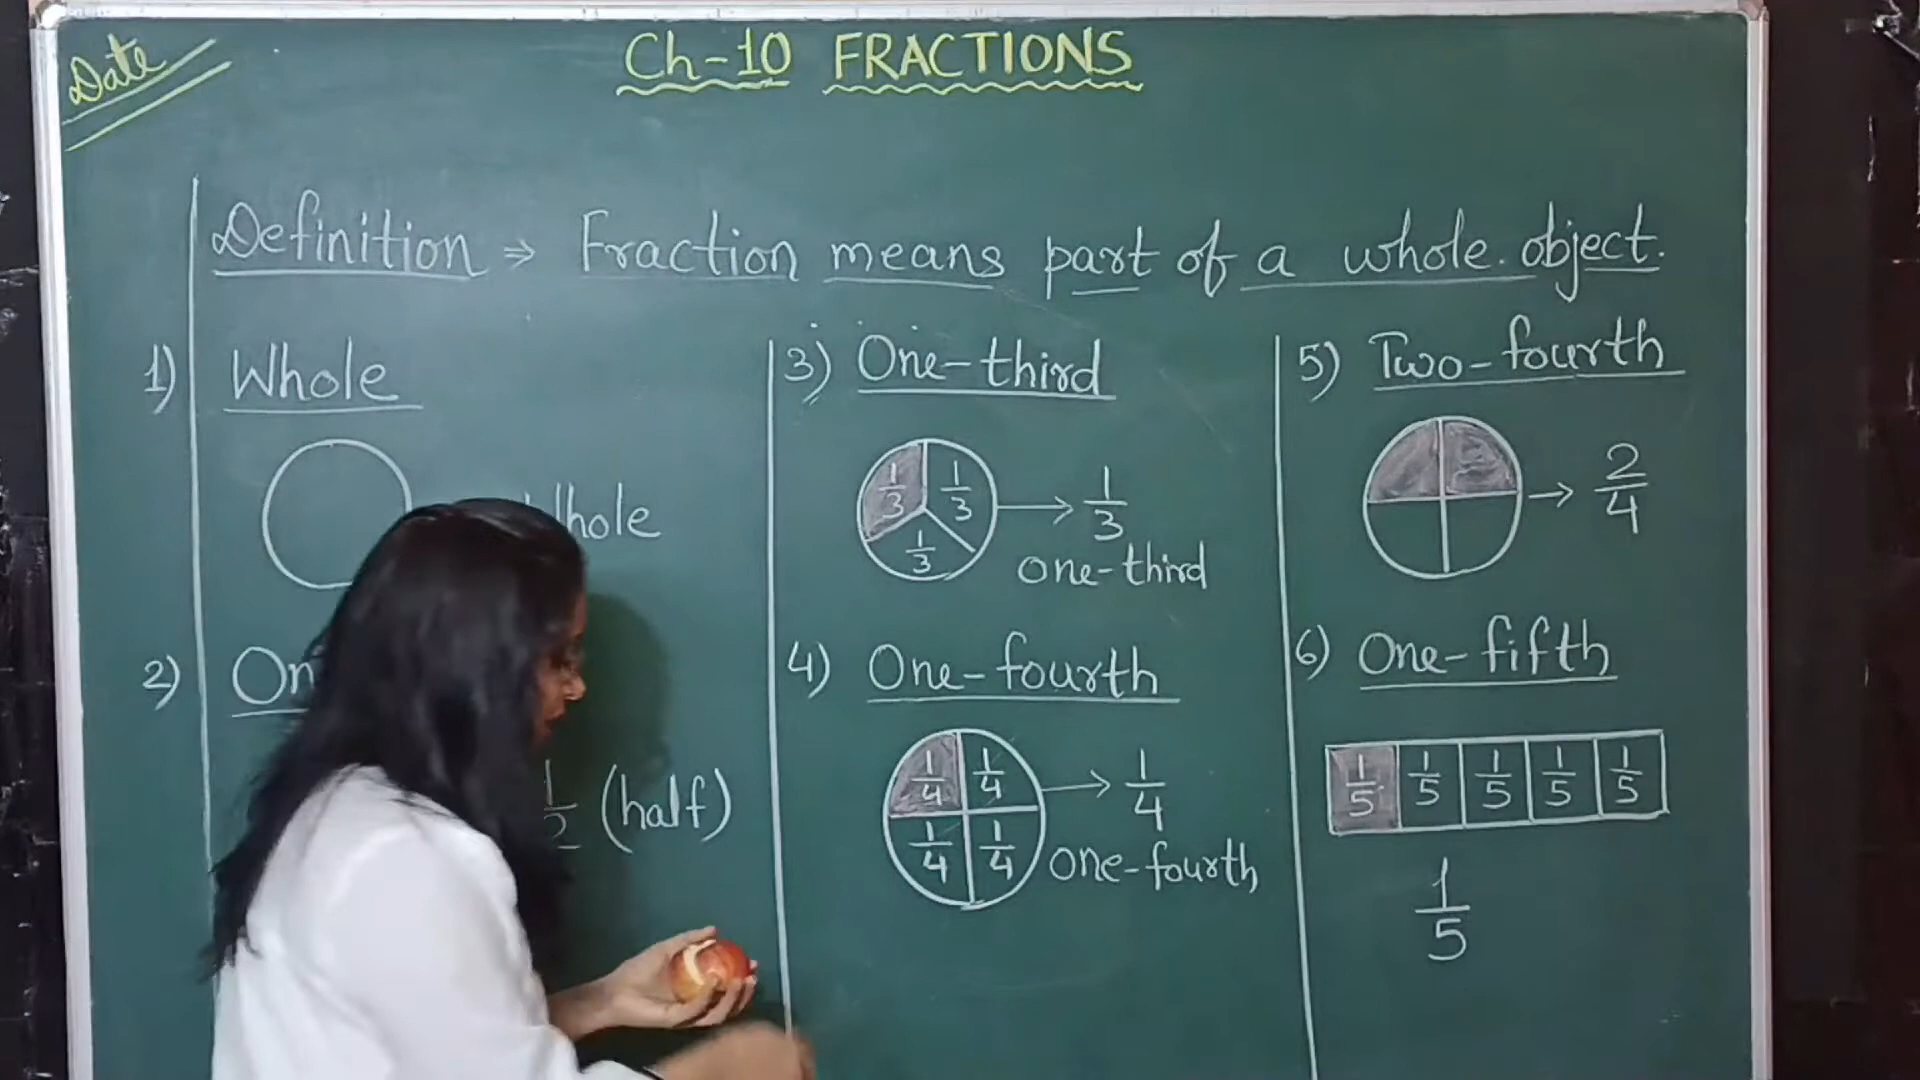 Date
Ch-10 FRACTIONS
Definition ⇒ Fraction means part of a whole object.
1) Whole
2)
1/2 (half)
3) One-third
1/3 1/3
1/3
→ 1/3
one-third
4) One-fourth
1/4 1/4
1/4 1/4
→ 1/4
one-fourth
5) Two-fourth
→ 2/4
6) One-fifth
1/5 1/5 1/5 1/5 1/5
1/5